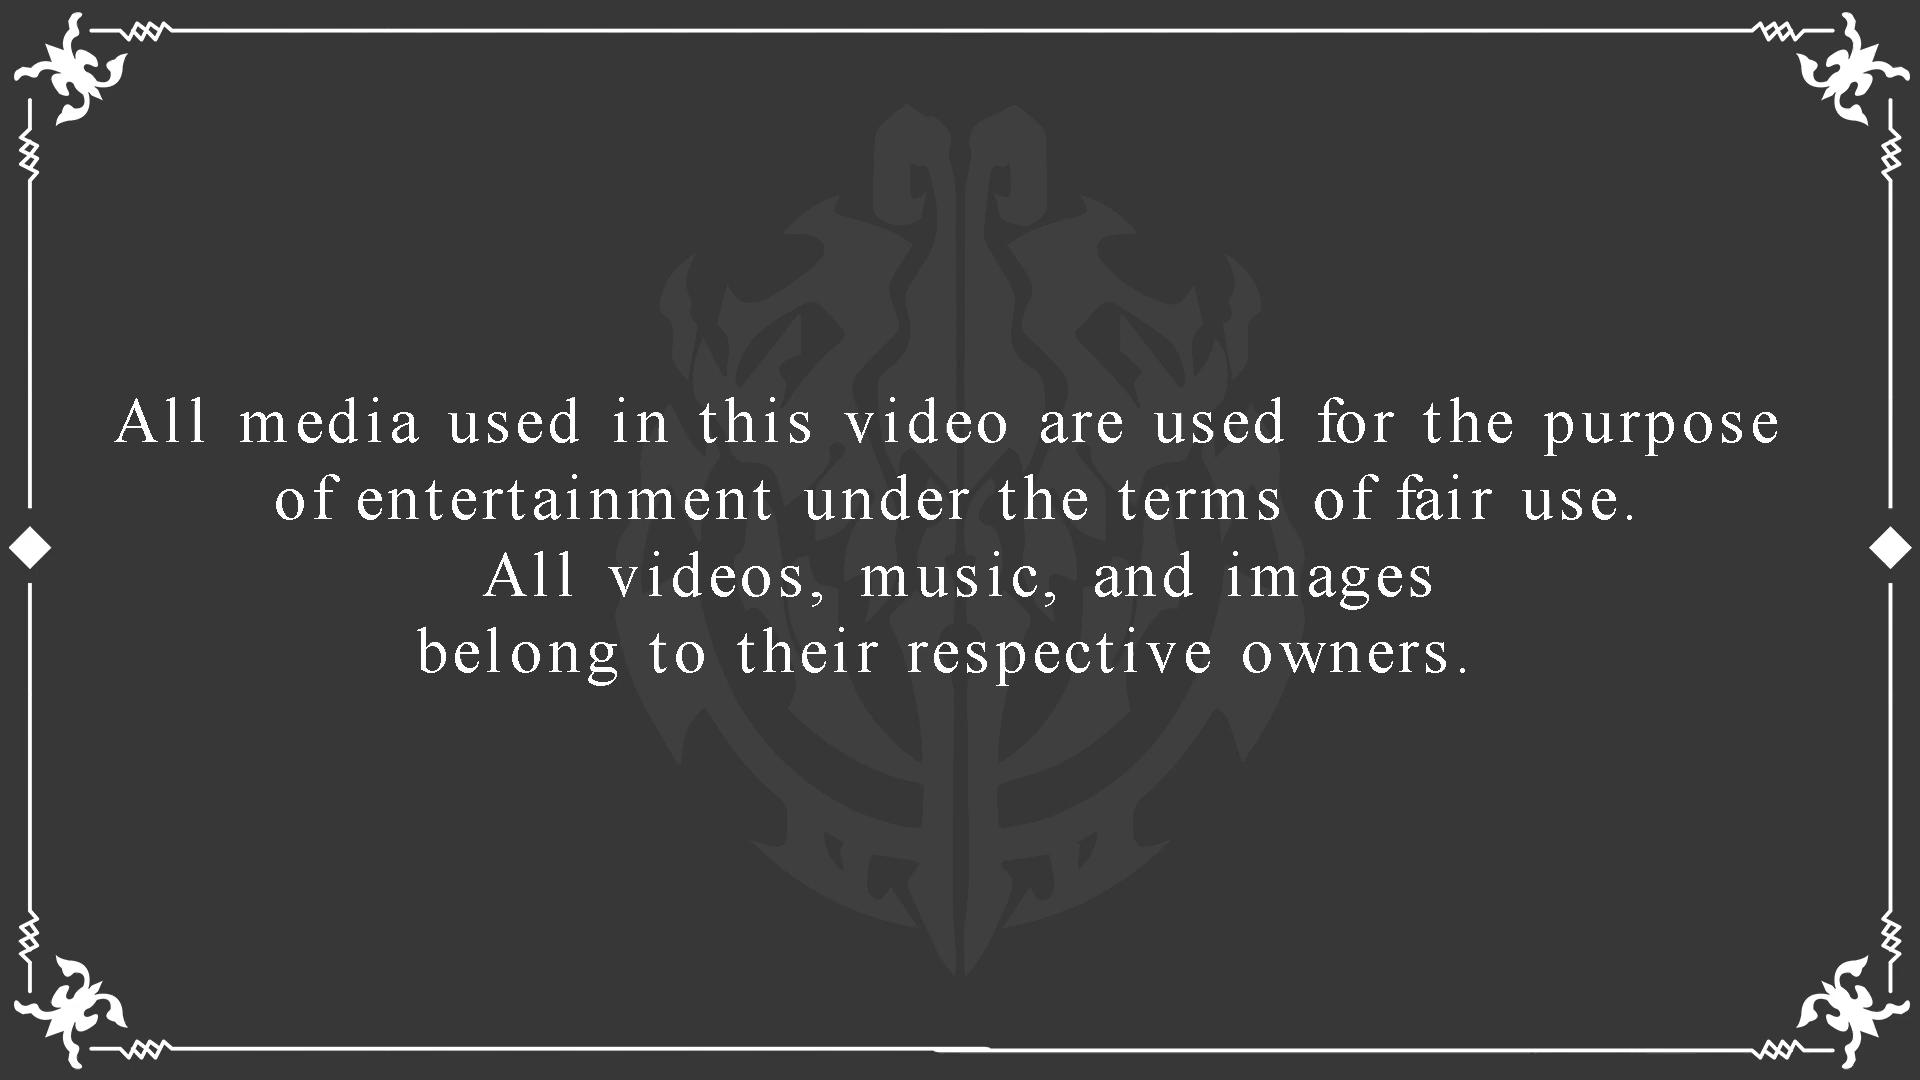 All media used in this video are used for the purpose
of entertainment under the terms of fair use.
All videos, music, and images
belong to their respective owners.